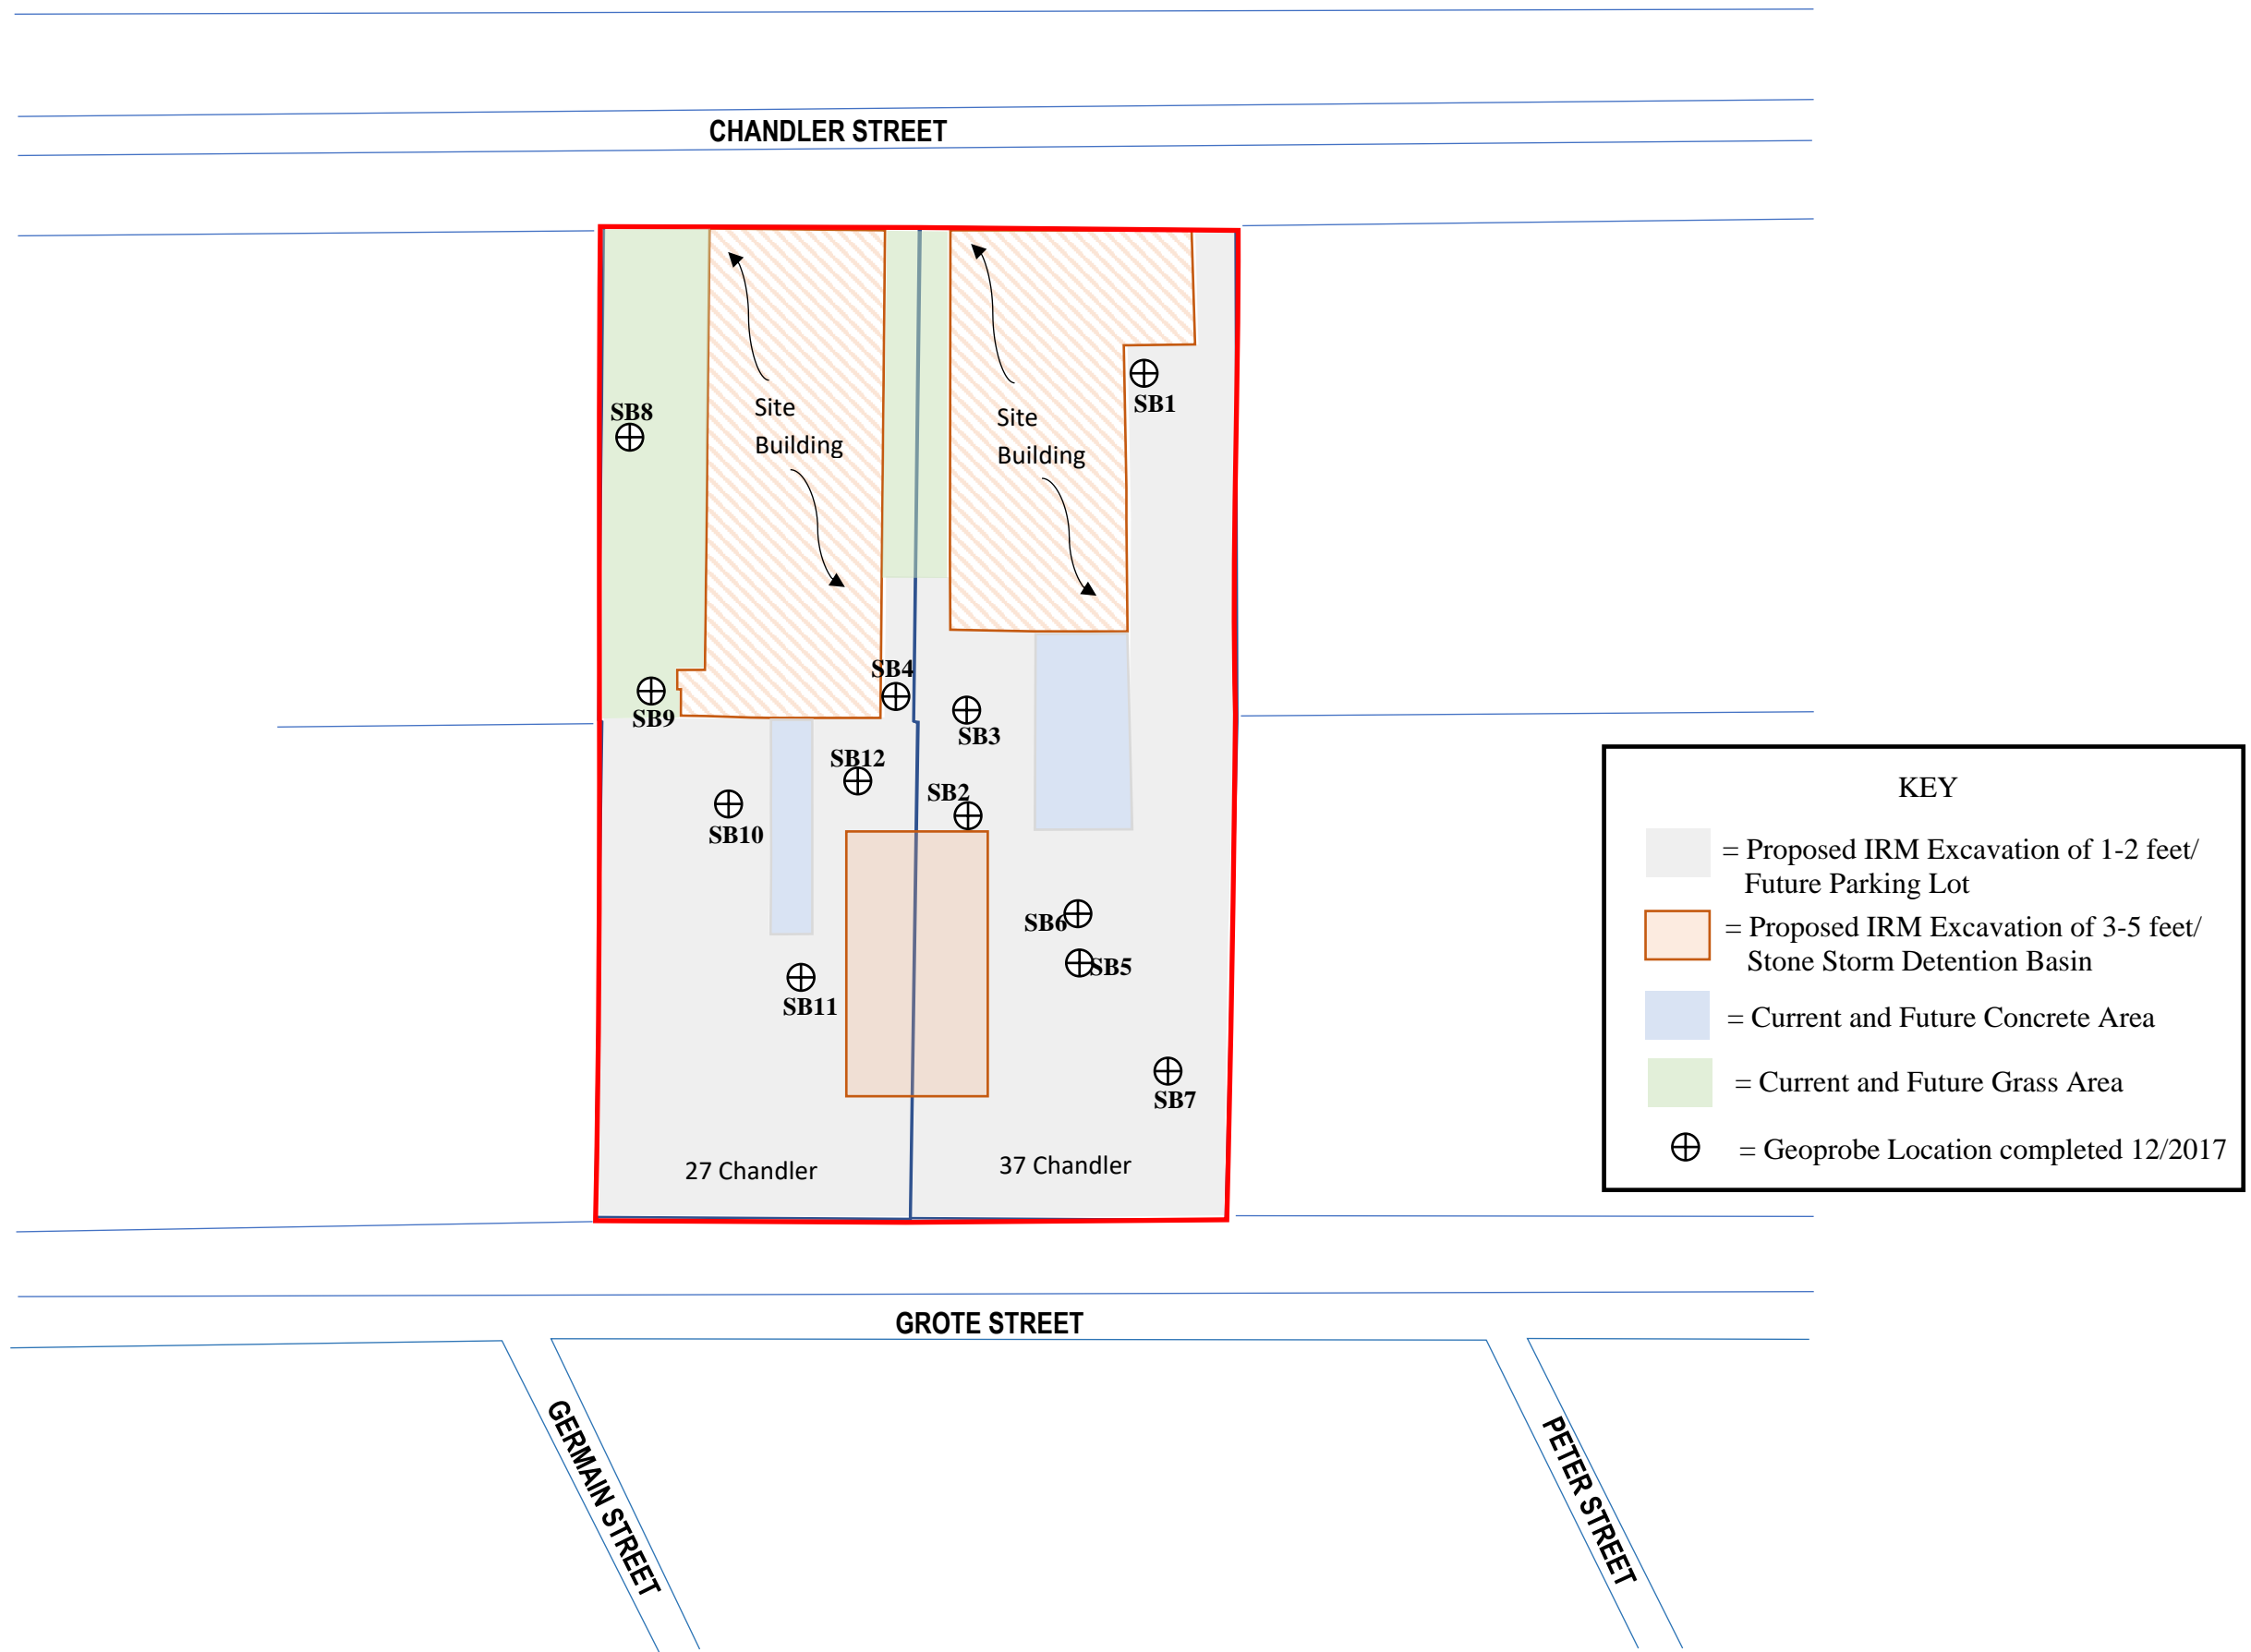 CHANDLER STREET
SB8
Site
Building
Site
Building
SB1
SB4
SB9
SB3
SB12
SB2
SB10
SB6
SB5
SB11
SB7
27 Chandler
37 Chandler
KEY
= Proposed IRM Excavation of 1-2 feet/
Future Parking Lot
= Proposed IRM Excavation of 3-5 feet/
Stone Storm Detention Basin
= Current and Future Concrete Area
= Current and Future Grass Area
= Geoprobe Location completed 12/2017
GROTE STREET
GERMAIN STREET
PETER STREET